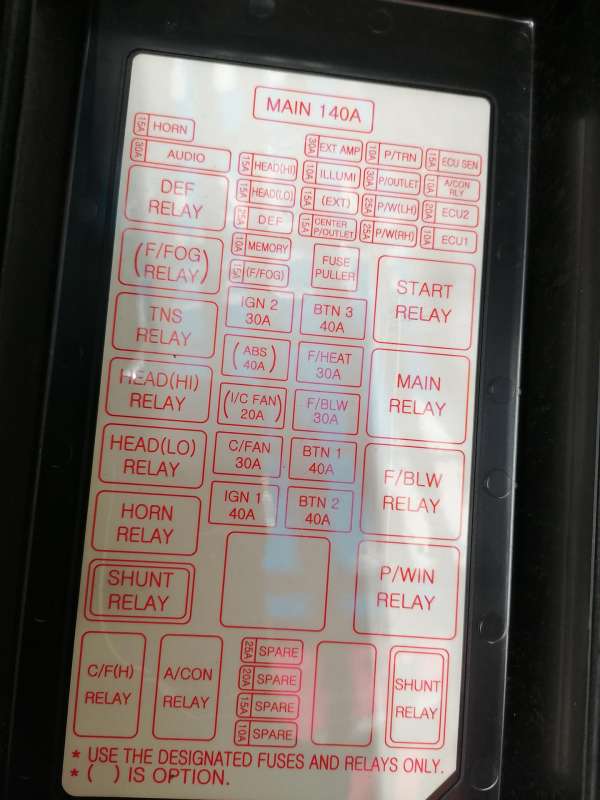 MAIN 140A
15A HORN
30A AUDIO
30A EXT AMP
10A P/TRN
15A ECU SEN
15A HEAD(HI)
10A ILLUMI
30A P/OUTLET
10A A/CON RLY
15A HEAD(LO)
15A (EXT)
25A P/W(LH)
20A ECU2
25A DEF
15A CENTER P/OUTLET
25A P/W(RH)
10A ECU1
10A MEMORY
15A (F/FOG)
FUSE
PULLER
DEF
RELAY
(F/FOG
RELAY)
TNS
RELAY
HEAD(HI)
RELAY
HEAD(LO)
RELAY
HORN
RELAY
SHUNT
RELAY
IGN 2
30A
BTN 3
40A
(ABS
40A)
F/HEAT
30A
(I/C FAN
20A)
F/BLW
30A
C/FAN
30A
BTN 1
40A
IGN 1
40A
BTN 2
40A
START
RELAY
MAIN
RELAY
F/BLW
RELAY
P/WIN
RELAY
C/F(H)
RELAY
A/CON
RELAY
25A SPARE
20A SPARE
15A SPARE
10A SPARE
SHUNT
RELAY
* USE THE DESIGNATED FUSES AND RELAYS ONLY.
* ( ) IS OPTION.